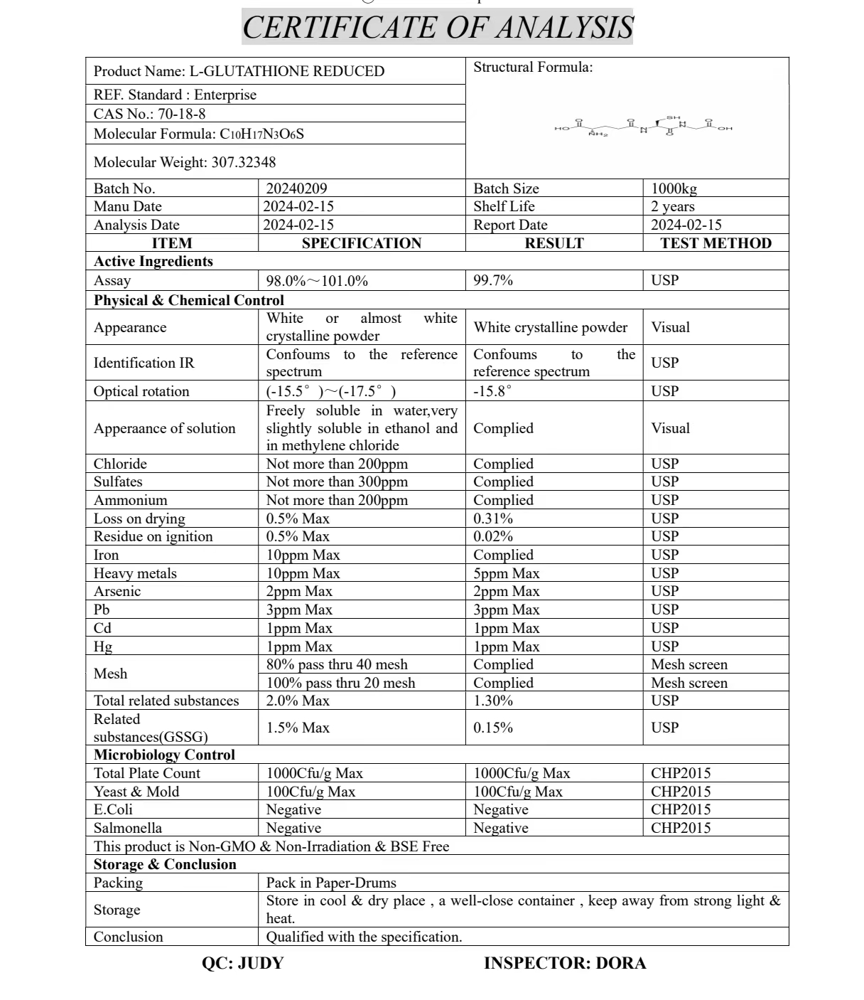 CERTIFICATE OF ANALYSIS
Product Name: L-GLUTATHIONE REDUCED
Structural Formula:
REF. Standard : Enterprise
CAS No.: 70-18-8
Molecular Formula: C10H17N3O6S
Molecular Weight: 307.32348
HO O NH2 O N H SH O H N O OH
Batch No. 20240209 Batch Size 1000kg
Manu Date 2024-02-15 Shelf Life 2 years
Analysis Date 2024-02-15 Report Date 2024-02-15
ITEM SPECIFICATION RESULT TEST METHOD
Active Ingredients
Assay 98.0%~101.0% 99.7% USP
Physical & Chemical Control
Appearance White or almost white crystalline powder White crystalline powder Visual
Identification IR Confoums to the reference spectrum Confoums to the reference spectrum USP
Optical rotation (-15.5° )~(-17.5° ) -15.8° USP
Apperaance of solution Freely soluble in water,very slightly soluble in ethanol and in methylene chloride Complied Visual
Chloride Not more than 200ppm Complied USP
Sulfates Not more than 300ppm Complied USP
Ammonium Not more than 200ppm Complied USP
Loss on drying 0.5% Max 0.31% USP
Residue on ignition 0.5% Max 0.02% USP
Iron 10ppm Max Complied USP
Heavy metals 10ppm Max 5ppm Max USP
Arsenic 2ppm Max 2ppm Max USP
Pb 3ppm Max 3ppm Max USP
Cd 1ppm Max 1ppm Max USP
Hg 1ppm Max 1ppm Max USP
Mesh 80% pass thru 40 mesh Complied Mesh screen
100% pass thru 20 mesh Complied Mesh screen
Total related substances 2.0% Max 1.30% USP
Related substances(GSSG) 1.5% Max 0.15% USP
Microbiology Control
Total Plate Count 1000Cfu/g Max 1000Cfu/g Max CHP2015
Yeast & Mold 100Cfu/g Max 100Cfu/g Max CHP2015
E.Coli Negative Negative CHP2015
Salmonella Negative Negative CHP2015
This product is Non-GMO & Non-Irradiation & BSE Free
Storage & Conclusion
Packing Pack in Paper-Drums
Storage Store in cool & dry place , a well-close container , keep away from strong light & heat.
Conclusion Qualified with the specification.
QC: JUDY INSPECTOR: DORA